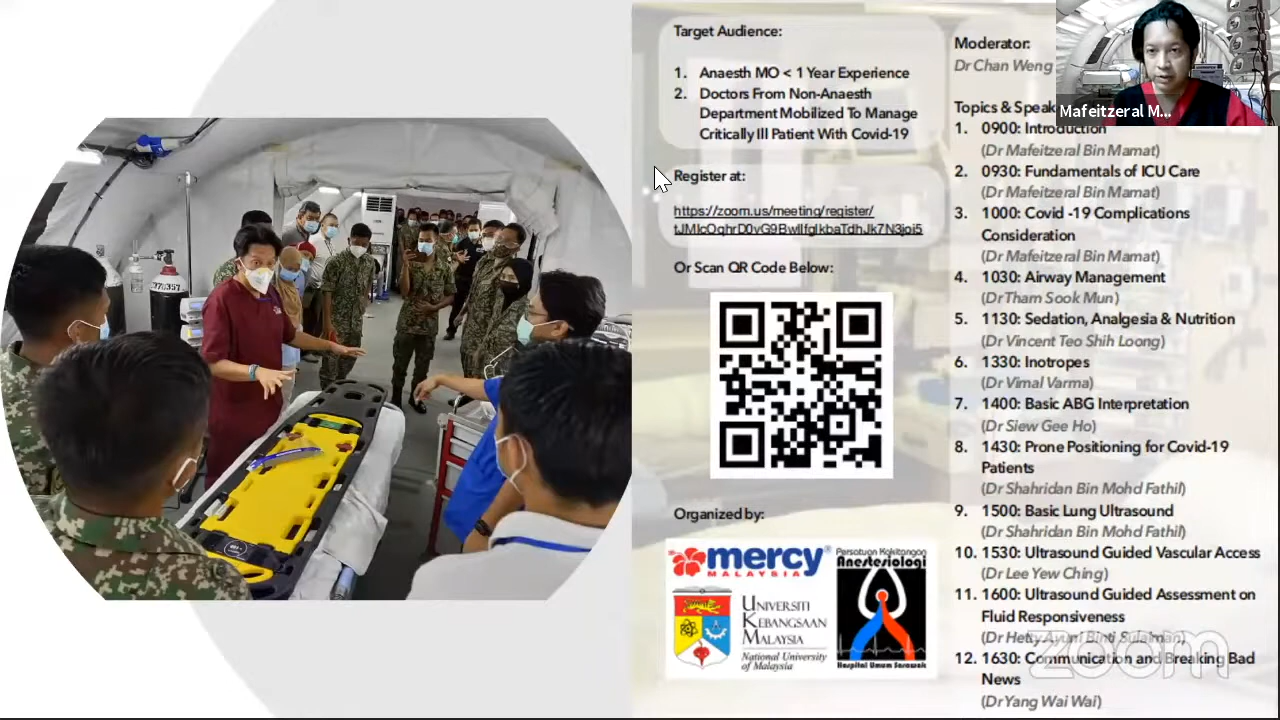 Target Audience:
1. Anaesth MO < 1 Year Experience
2. Doctors From Non-Anaesth
Department Mobilized To Manage
Critically Ill Patient With Covid-19
Register at:
https://zoom.us/meeting/register/
Or Scan QR Code Below:
Organized by:
mercy
MALAYSIA
UNIVERSITI
KEBANGSAAN
MALAYSIA
National University
of Malaysia
Persatuan Kakitangan
Anestesiologi
Hospital Umum Sarawak
Moderator:
Dr Chan Weng
Mafeitzeral M...
Topics & Speak
1. 0900: Introduction
(Dr Mafeitzeral Bin Mamat)
2. 0930: Fundamentals of ICU Care
(Dr Mafeitzeral Bin Mamat)
3. 1000: Covid -19 Complications
Consideration
(Dr Mafeitzeral Bin Mamat)
4. 1030: Airway Management
(Dr Tham Sook Mun)
5. 1130: Sedation, Analgesia & Nutrition
(Dr Vincent Teo Shih Loong)
6. 1330: Inotropes
(Dr Vimal Varma)
7. 1400: Basic ABG Interpretation
(Dr Siew Gee Ho)
8. 1430: Prone Positioning for Covid-19
Patients
(Dr Shahridan Bin Mohd Fathil)
9. 1500: Basic Lung Ultrasound
(Dr Shahridan Bin Mohd Fathil)
10. 1530: Ultrasound Guided Vascular Access
(Dr Lee Yew Ching)
11. 1600: Ultrasound Guided Assessment on
Fluid Responsiveness
(Dr Hetty Ayuni Binti Sulaiman)
12. 1630: Communication and Breaking Bad
News
(Dr Yang Wai Wai)
zoom